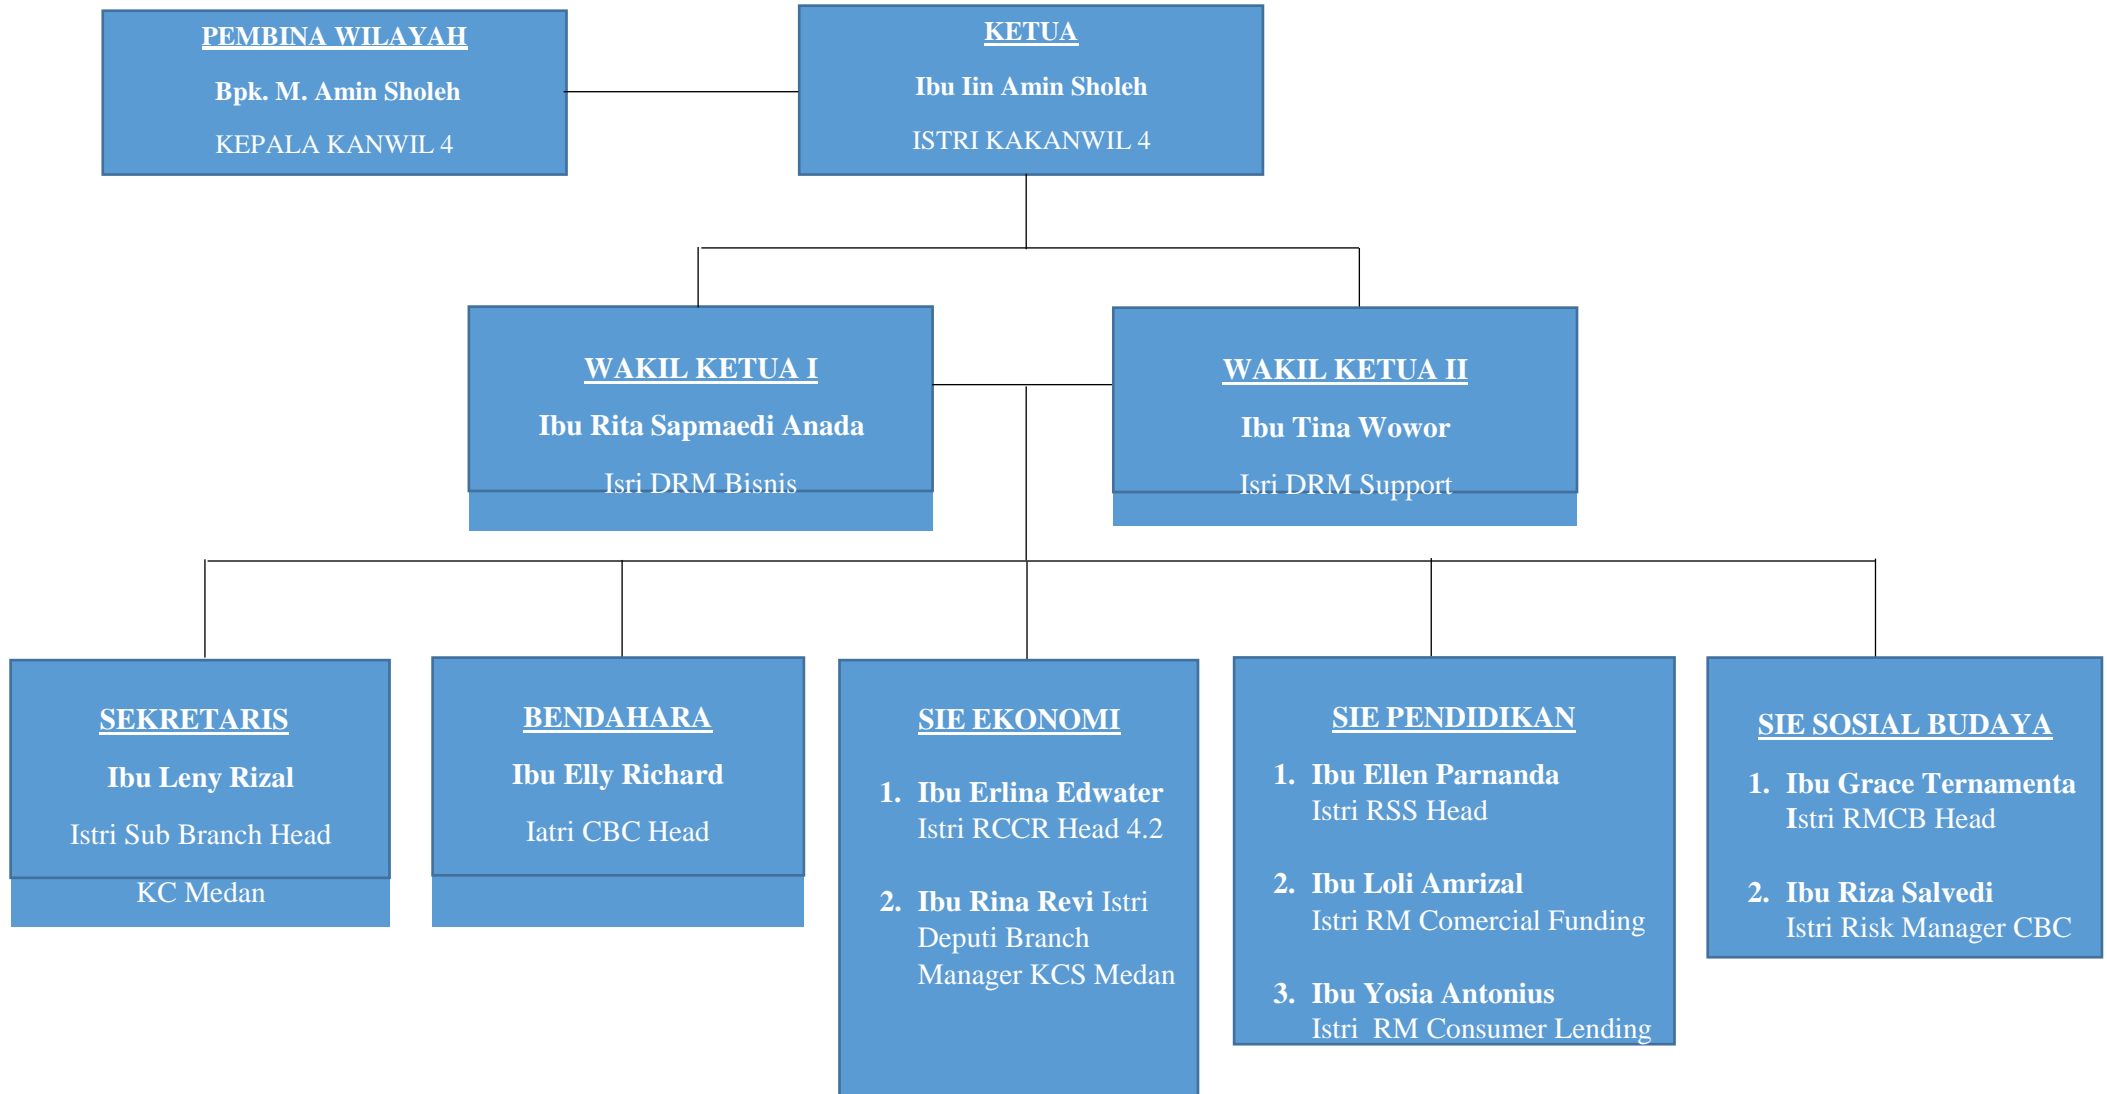 PEMBINA WILAYAH
Bpk. M. Amin Sholeh
KEPALA KANWIL 4
KETUA
Ibu Iin Amin Sholeh
ISTRI KAKANWIL 4
WAKIL KETUA I
Ibu Rita Sapmaedi Anada
Isri DRM Bisnis
WAKIL KETUA II
Ibu Tina Wowor
Isri DRM Support
SEKRETARIS
Ibu Leny Rizal
Istri Sub Branch Head
KC Medan
BENDAHARA
Ibu Elly Richard
Iatri CBC Head
SIE EKONOMI
1. Ibu Erlina Edwater
Istri RCCR Head 4.2
2. Ibu Rina Revi Istri
Deputi Branch
Manager KCS Medan
SIE PENDIDIKAN
1. Ibu Ellen Parnanda
Istri RSS Head
2. Ibu Loli Amrizal
Istri RM Comercial Funding
3. Ibu Yosia Antonius
Istri  RM Consumer Lending
SIE SOSIAL BUDAYA
1. Ibu Grace Ternamenta
Istri RMCB Head
2. Ibu Riza Salvedi
Istri Risk Manager CBC